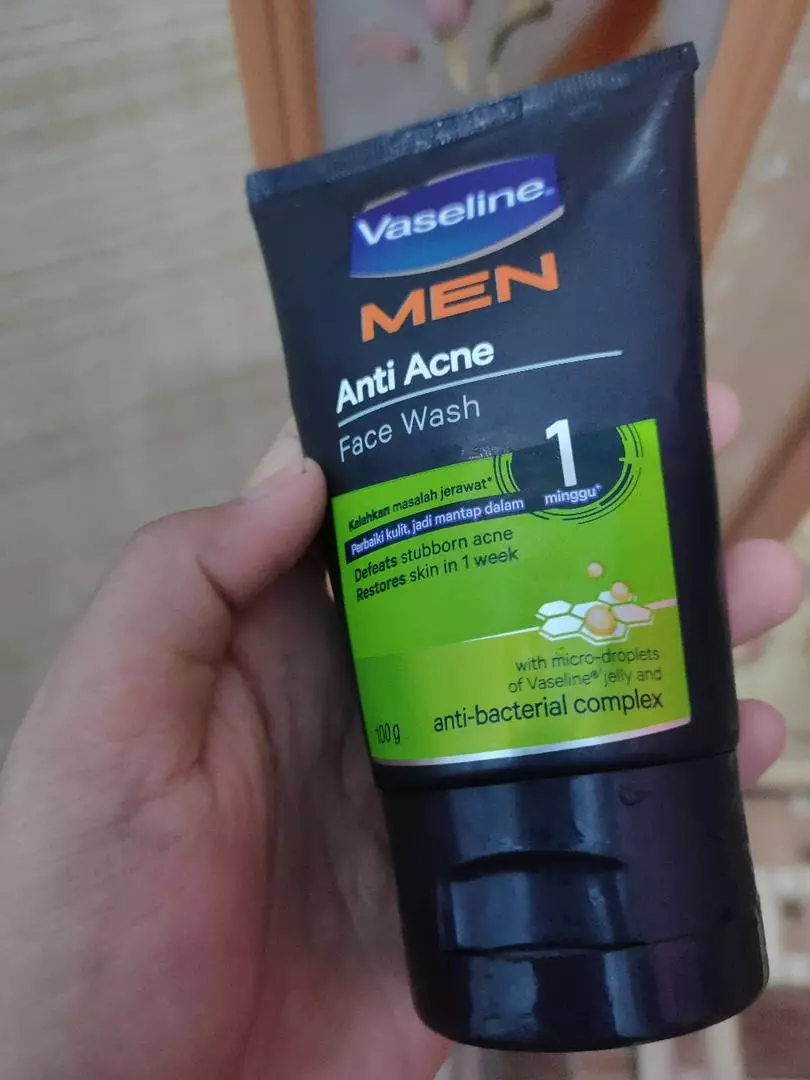 Vaseline.
MEN
Anti Acne
Face Wash
Kalahkan masalah jerawat*
Perbaiki kulit, jadi mantap dalam
1
minggu*
Defeats stubborn acne
Restores skin in 1 week
with micro-droplets
of Vaseline® jelly and
anti-bacterial complex
100 g